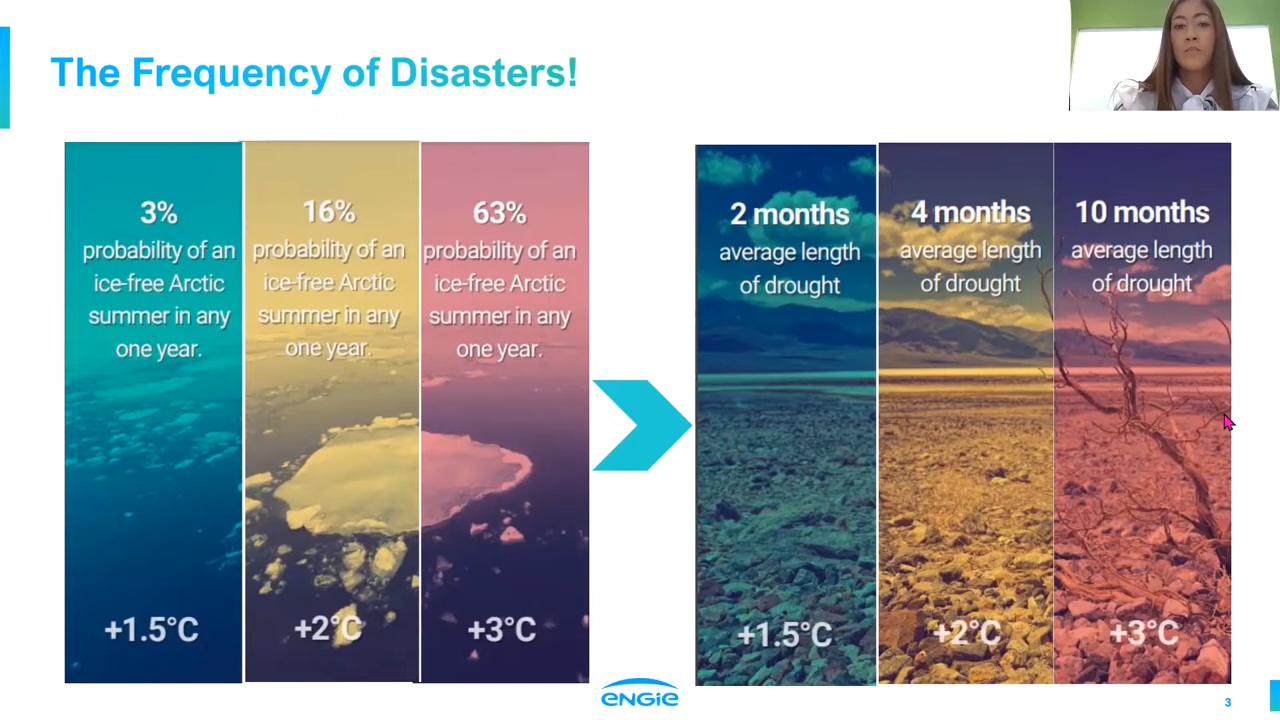 The Frequency of Disasters!
3%
probability of an
ice-free Arctic
summer in any
one year.
+1.5°C
16%
probability of an
ice-free Arctic
summer in any
one year.
+2°C
63%
probability of an
ice-free Arctic
summer in any
one year.
+3°C
2 months
average length
of drought
+1.5°C
4 months
average length
of drought
+2°C
10 months
average length
of drought
+3°C
ENGIE
3